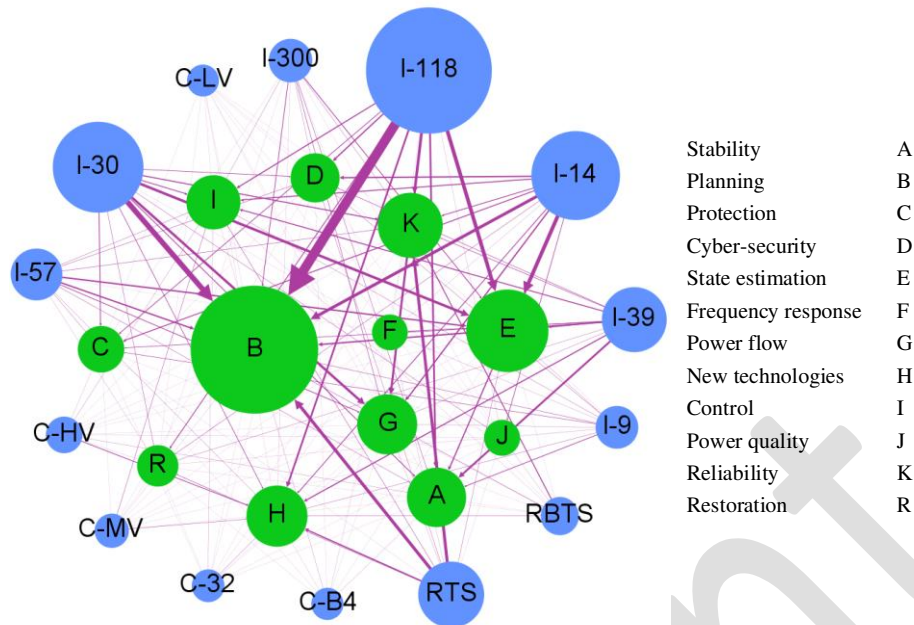 I-118
I-300
C-LV
I-30
I-14
D
I
K
I-57
I-39
F
E
B
C
G
J
I-9
C-HV
R
A
H
RBTS
C-MV
C-32
C-B4
RTS
Stability A
Planning B
Protection C
Cyber-security D
State estimation E
Frequency response F
Power flow G
New technologies H
Control I
Power quality J
Reliability K
Restoration R
nt